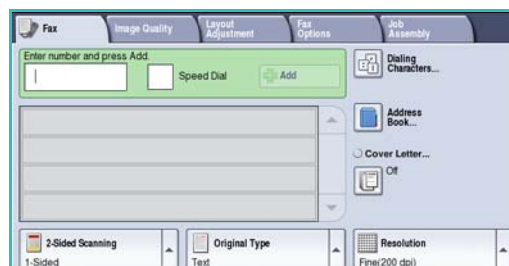 Fax
Image Quality
Layout
Adjustment
Fax
Options
Job
Assembly
Enter number and press Add.
Speed Dial
Add
Dialing
Characters...
Address
Book...
Cover Letter...
Off
2-Sided Scanning
1-Sided
Original Type
Text
Resolution
Fine(200 dpi)